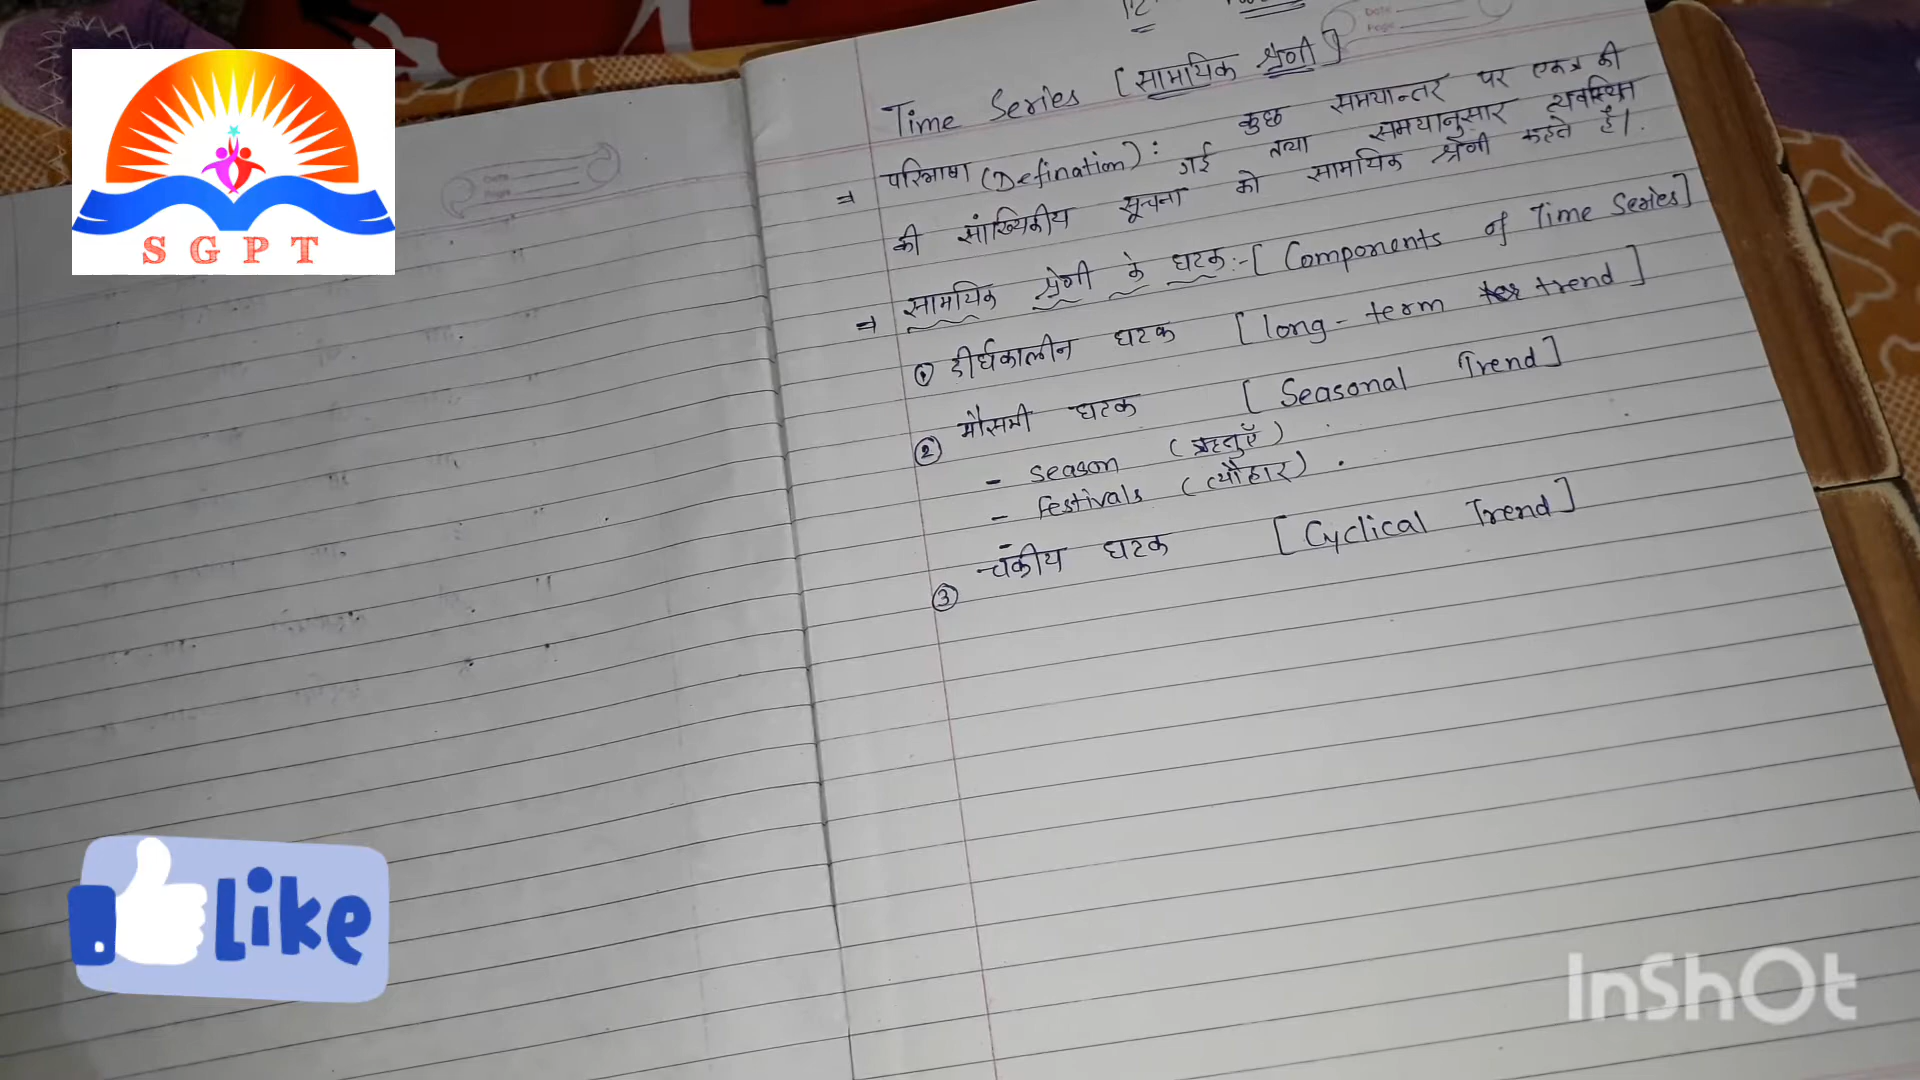 SGPT
Date
Page
Time Series [सामयिक श्रेणी]
⇒ परिभाषा (Defination): कुछ समयान्तर पर एकत्र की
गई तथा समयानुसार व्यवस्थित
की सांख्यिकीय सूचना को सामयिक श्रेणी कहते हैं।
⇒ सामयिक श्रेणी के घटक:- [Components of Time Series]
① दीर्घकालीन घटक [long-term trend]
② मौसमी घटक [Seasonal Trend]
- season (ऋतुएँ)
- festivals (त्यौहार).
③ चक्रीय घटक [Cyclical Trend]
Like
InShOt